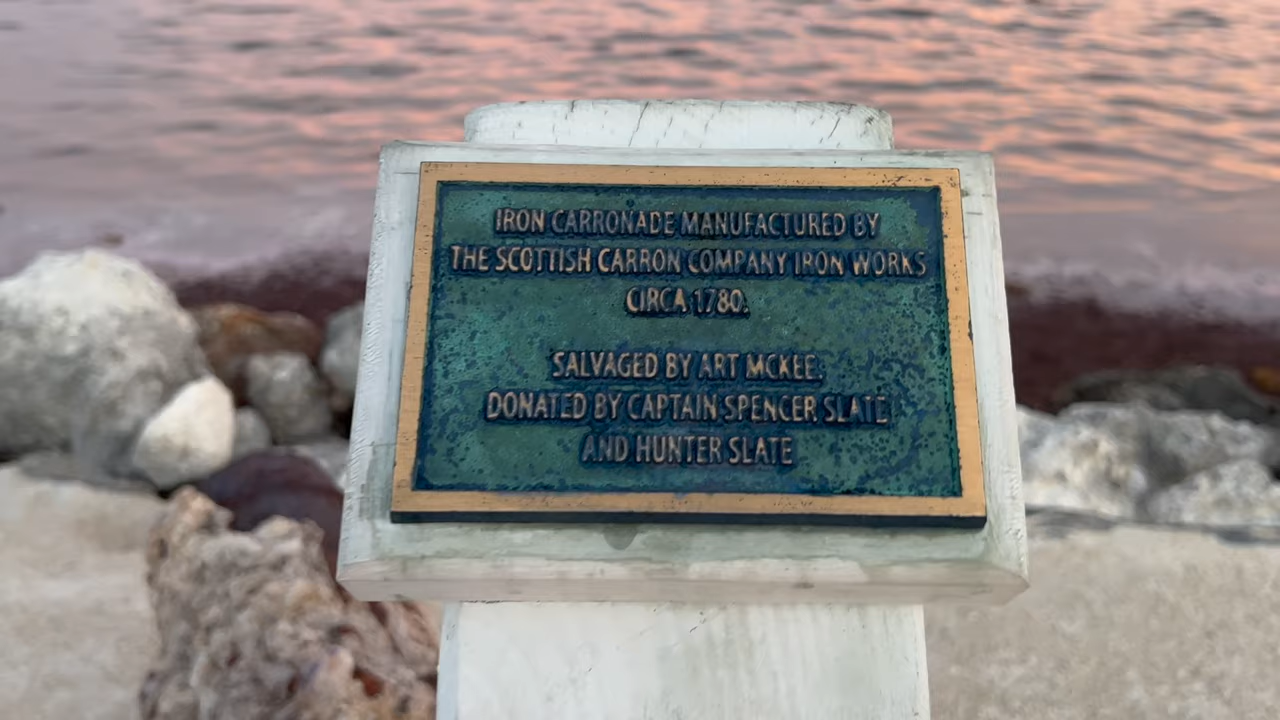 IRON CARRONADE MANUFACTURED BY
THE SCOTTISH CARRON COMPANY IRON WORKS
CIRCA 1780.
SALVAGED BY ART MCKEE.
DONATED BY CAPTAIN SPENCER SLATE
AND HUNTER SLATE